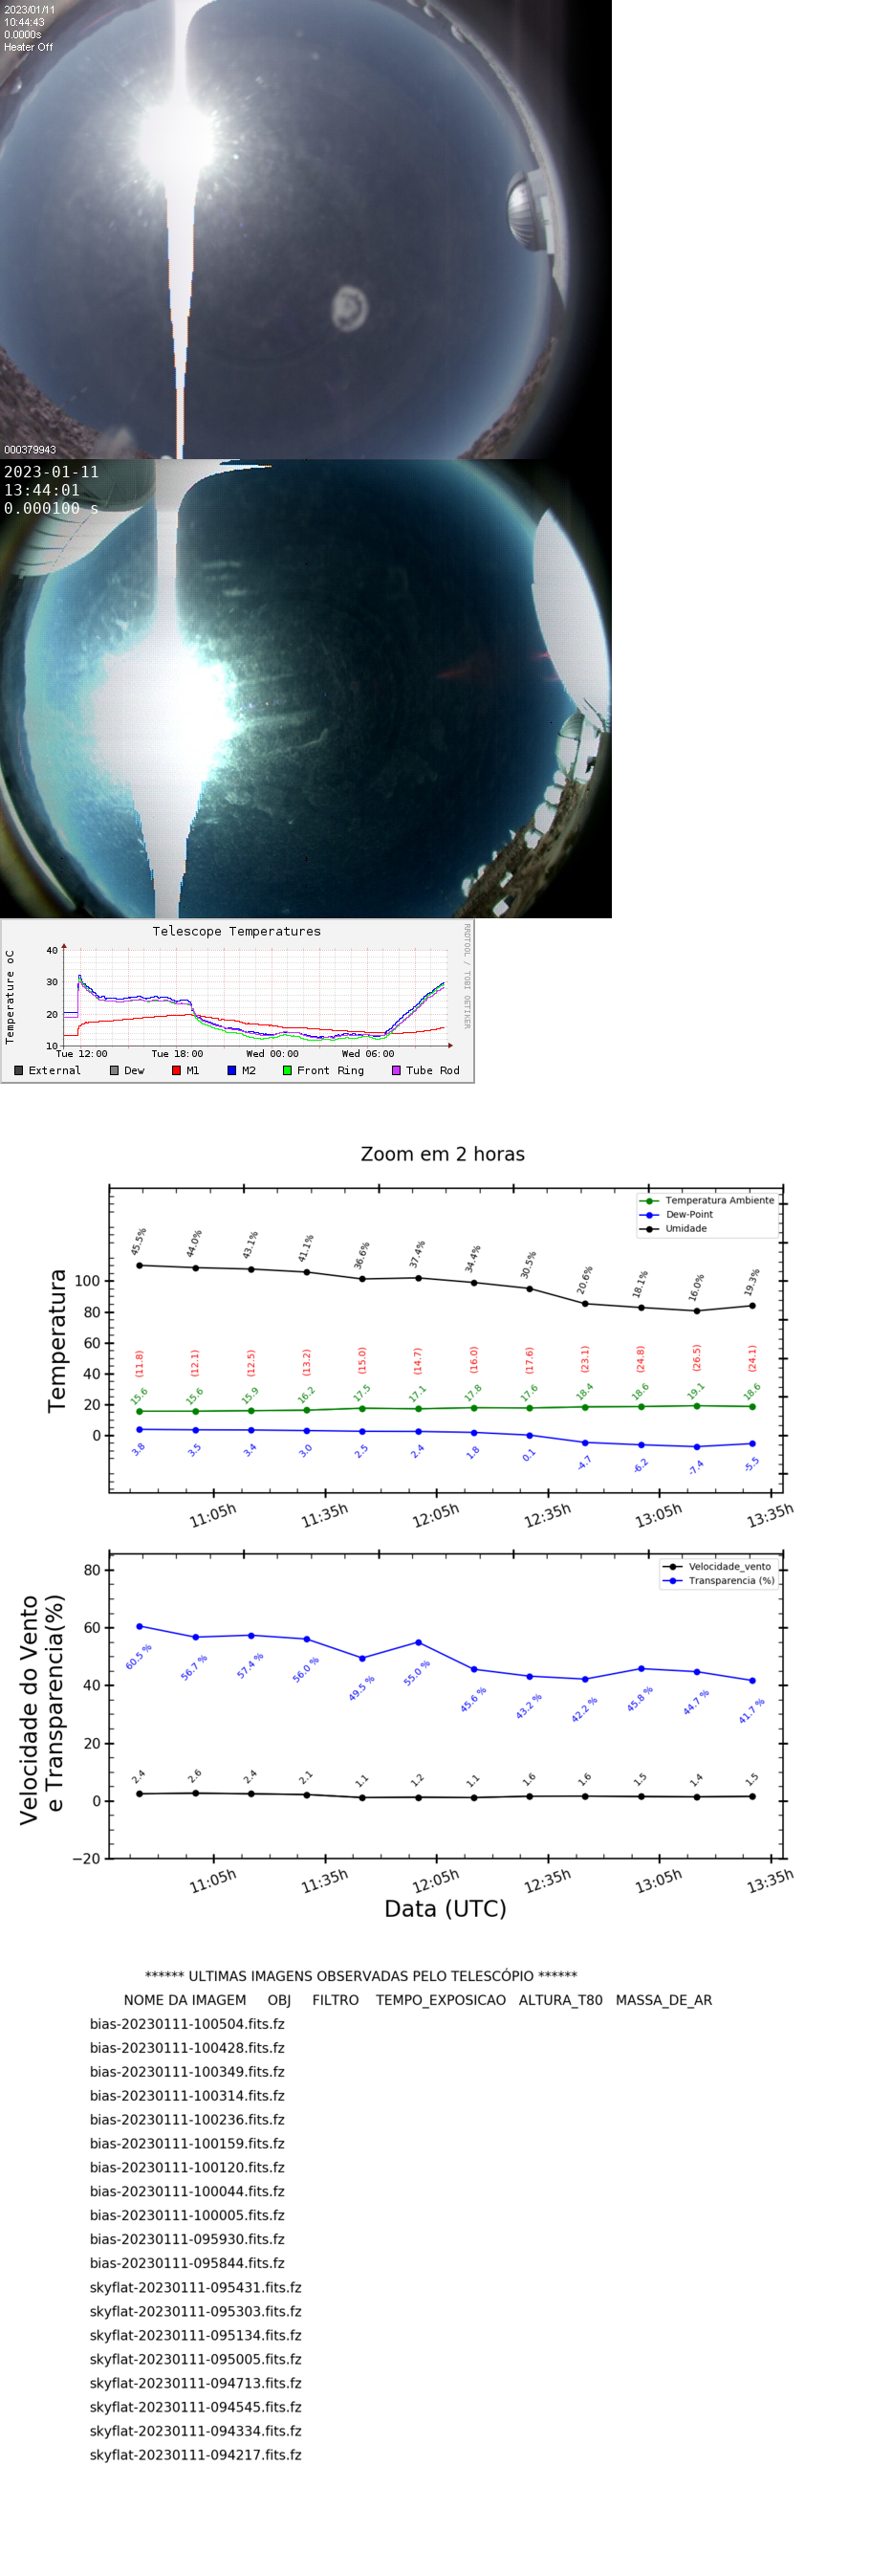 2023/01/11
10:44:43
0.0000s
Heater Off
000379943
2023-01-11
13:44:01
0.000100 s
Telescope Temperatures
RRDTOOL / TOBI OETIKER
Temperature oC
40
30
20
10
Tue 12:00 Tue 18:00 Wed 00:00 Wed 06:00
External Dew M1 M2 Front Ring Tube Rod
Zoom em 2 horas
Temperatura Ambiente
Dew-Point
Umidade
Temperatura
100
80
60
40
20
0
45.5% 44.0% 43.1% 41.1% 36.6% 37.4% 34.4% 30.5% 20.6% 18.1% 16.0% 19.3%
(11.8) (12.1) (12.5) (13.2) (15.0) (14.7) (16.0) (17.6) (23.1) (24.8) (26.5) (24.1)
15.6 15.6 15.9 16.2 17.5 17.1 17.8 17.6 18.4 18.6 19.1 18.6
3.8 3.5 3.4 3.0 2.5 2.4 1.8 0.1 -4.7 -6.2 -7.4 -5.5
11:05h 11:35h 12:05h 12:35h 13:05h 13:35h
Velocidade_vento
Transparencia (%)
Velocidade do Vento
e Transparencia(%)
80
60
40
20
0
−20
60.5 % 56.7 % 57.4 % 56.0 % 49.5 % 55.0 % 45.6 % 43.2 % 42.2 % 45.8 % 44.7 % 41.7 %
2.4 2.6 2.4 2.1 1.1 1.2 1.1 1.6 1.6 1.5 1.4 1.5
11:05h 11:35h 12:05h 12:35h 13:05h 13:35h
Data (UTC)
****** ULTIMAS IMAGENS OBSERVADAS PELO TELESCÓPIO ******
NOME DA IMAGEM OBJ FILTRO TEMPO_EXPOSICAO ALTURA_T80 MASSA_DE_AR
bias-20230111-100504.fits.fz
bias-20230111-100428.fits.fz
bias-20230111-100349.fits.fz
bias-20230111-100314.fits.fz
bias-20230111-100236.fits.fz
bias-20230111-100159.fits.fz
bias-20230111-100120.fits.fz
bias-20230111-100044.fits.fz
bias-20230111-100005.fits.fz
bias-20230111-095930.fits.fz
bias-20230111-095844.fits.fz
skyflat-20230111-095431.fits.fz
skyflat-20230111-095303.fits.fz
skyflat-20230111-095134.fits.fz
skyflat-20230111-095005.fits.fz
skyflat-20230111-094713.fits.fz
skyflat-20230111-094545.fits.fz
skyflat-20230111-094334.fits.fz
skyflat-20230111-094217.fits.fz